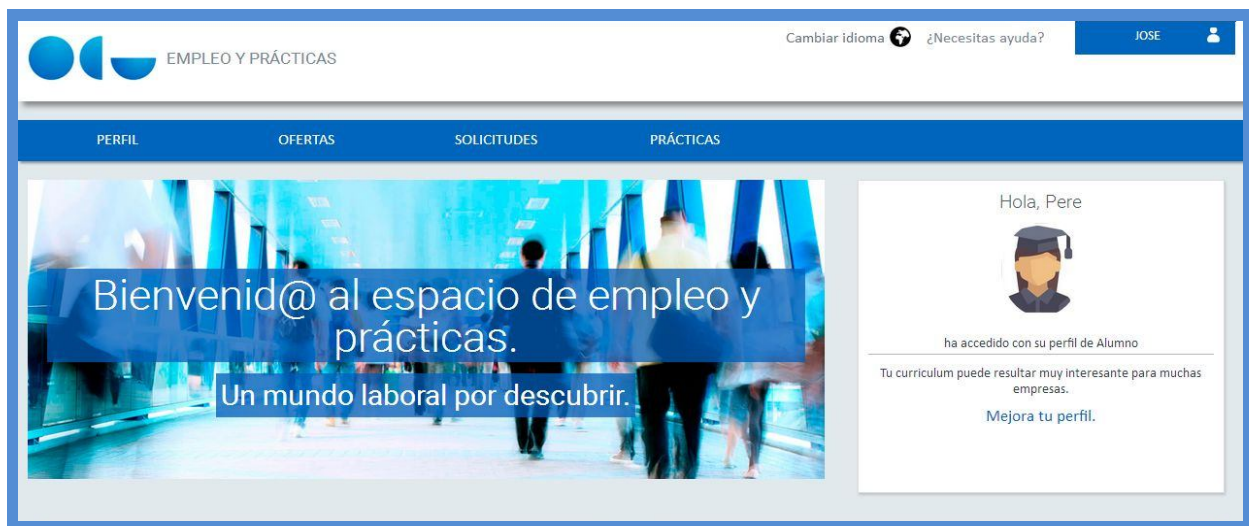 EMPLEO Y PRÁCTICAS
Cambiar idioma
¿Necesitas ayuda?
JOSE
PERFIL
OFERTAS
SOLICITUDES
PRÁCTICAS
Bienvenid@ al espacio de empleo y
prácticas.
Un mundo laboral por descubrir.
Hola, Pere
ha accedido con su perfil de Alumno
Tu curriculum puede resultar muy interesante para muchas
empresas.
Mejora tu perfil.